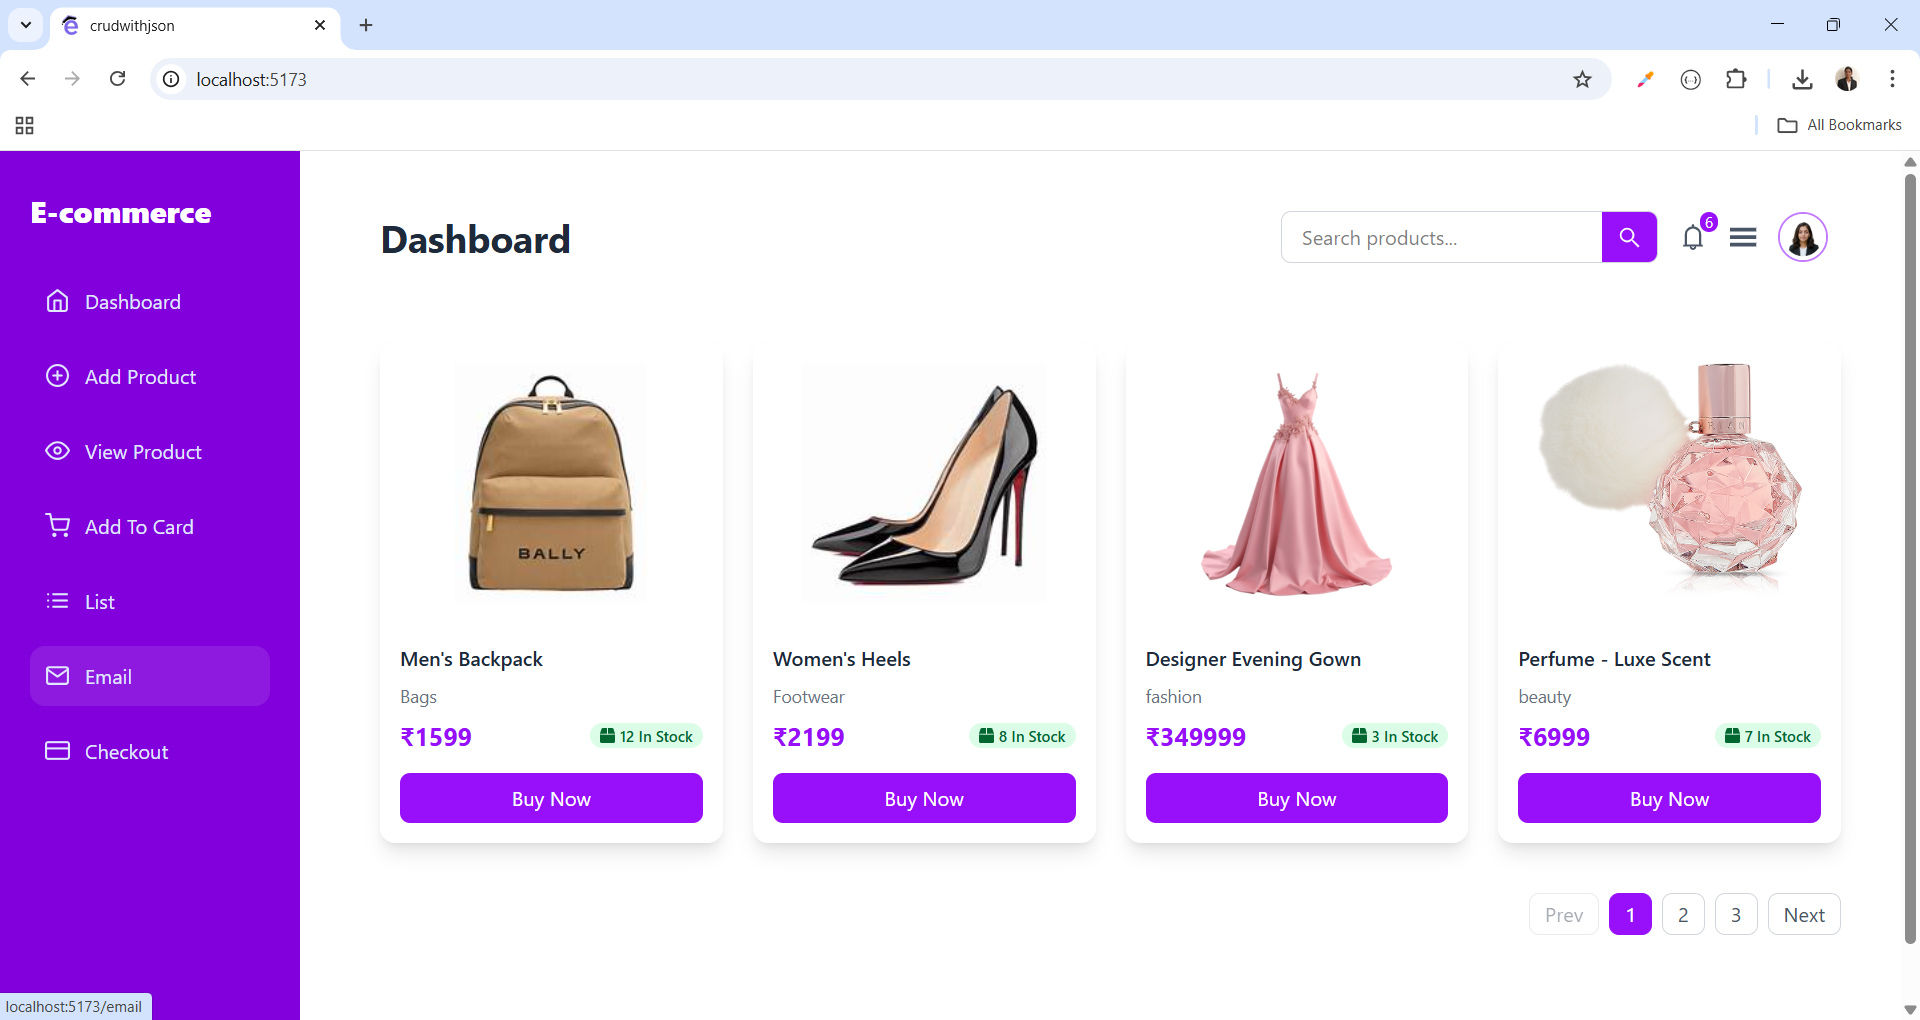 crudwithjson
localhost:5173
All Bookmarks
E-commerce
Dashboard
Add Product
View Product
Add To Card
List
Email
Checkout
Dashboard
Search products...
6
BALLY
Men's Backpack
Bags
₹1599
12 In Stock
Buy Now
Women's Heels
Footwear
₹2199
8 In Stock
Buy Now
Designer Evening Gown
fashion
₹349999
3 In Stock
Buy Now
Perfume - Luxe Scent
beauty
₹6999
7 In Stock
Buy Now
Prev 1 2 3 Next
localhost:5173/email